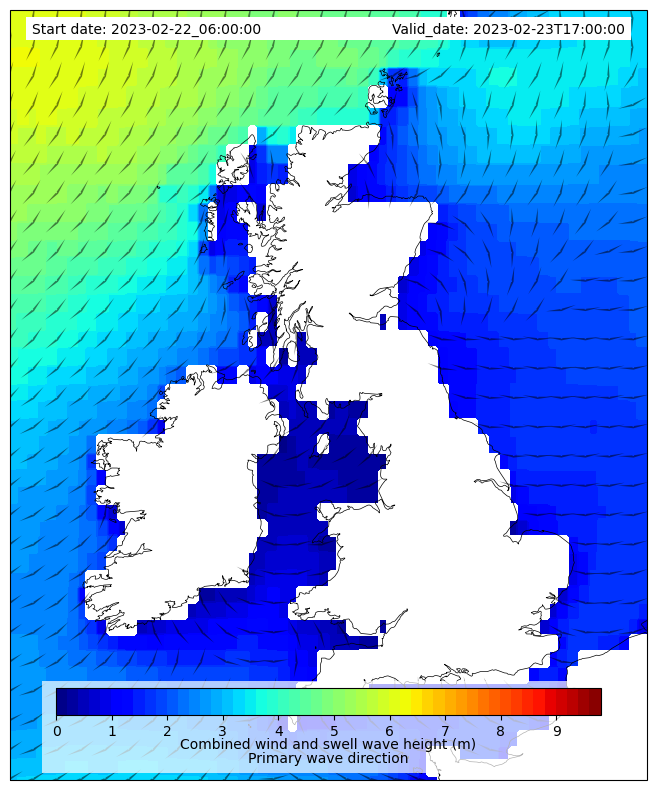 Start date: 2023-02-22_06:00:00 Valid_date: 2023-02-23T17:00:00
0 1 2 3 4 5 6 7 8 9
Combined wind and swell wave height (m)
Primary wave direction